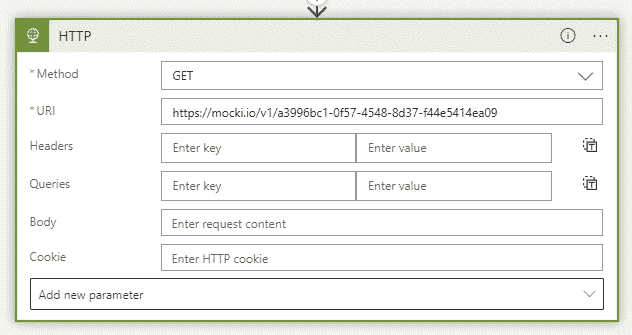 HTTP
* Method GET
* URI https://mocki.io/v1/a3996bc1-0f57-4548-8d37-f44e5414ea09
Headers Enter key Enter value
Queries Enter key Enter value
Body Enter request content
Cookie Enter HTTP cookie
Add new parameter